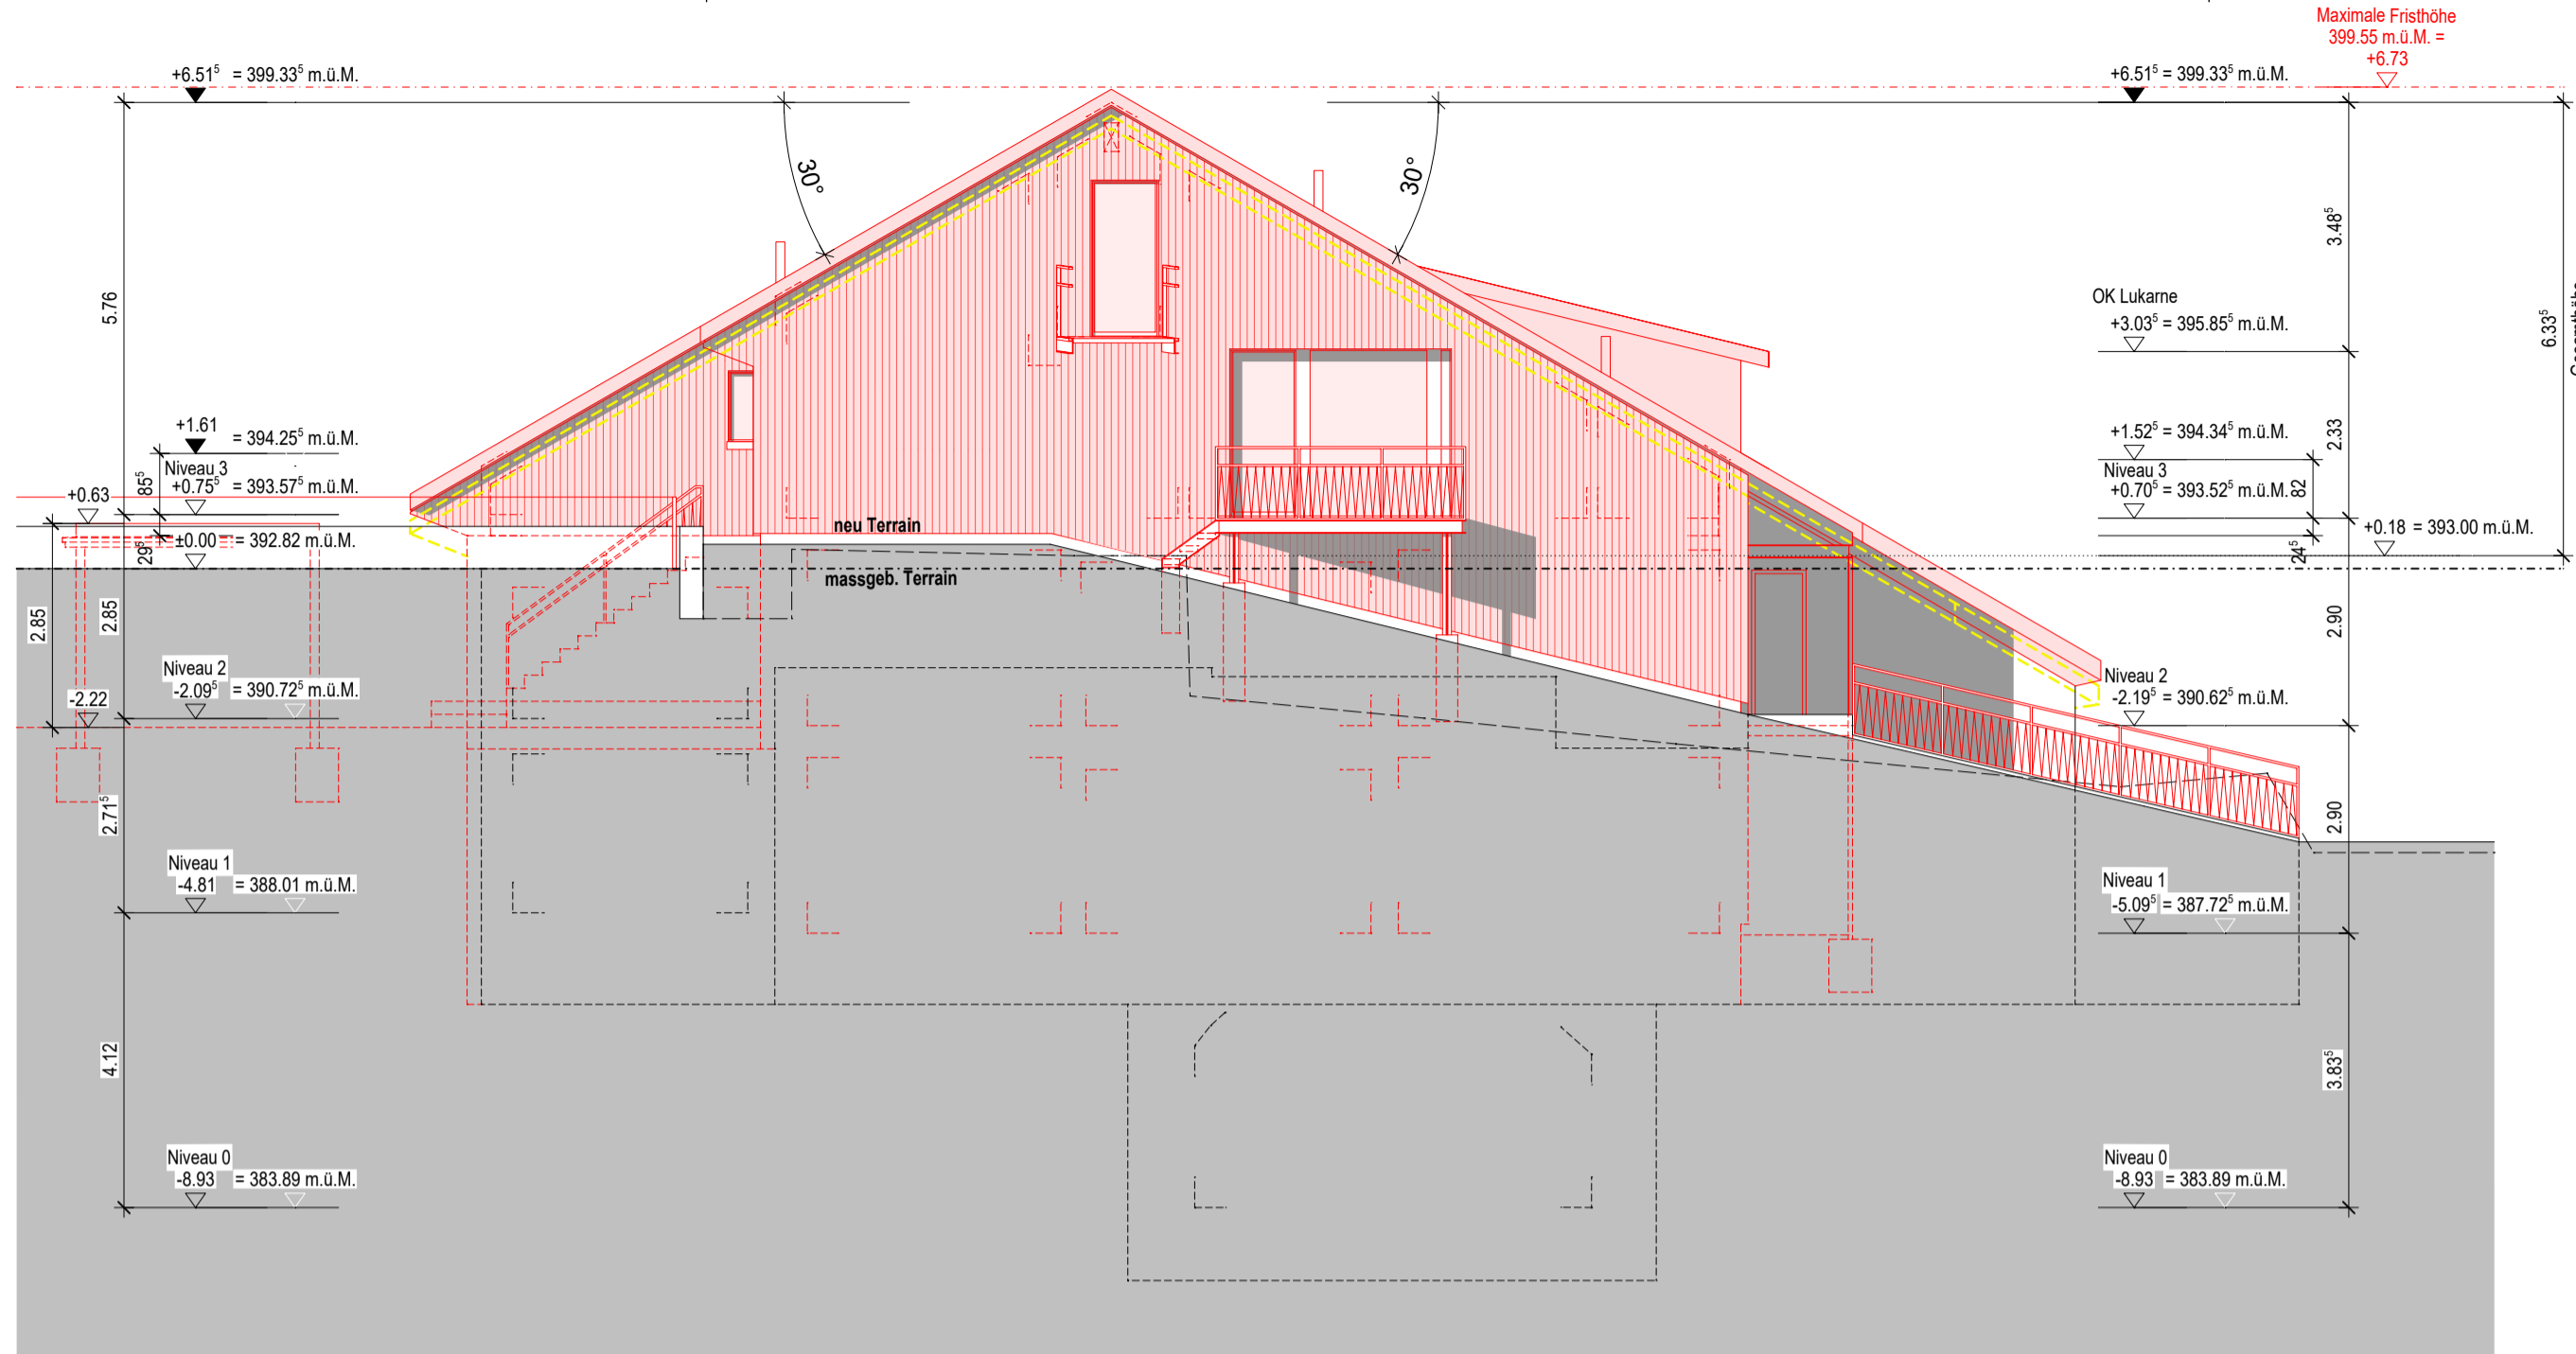 Maximale Fristhöhe
399.55 m.ü.M. =
+6.73
+6.51⁵ = 399.33⁵ m.ü.M.
+6.51⁵ = 399.33⁵ m.ü.M.
30°
30°
5.76
3.48⁵
6.33⁵
OK Lukarne
+3.03⁵ = 395.85⁵ m.ü.M.
+1.61 = 394.25⁵ m.ü.M.
+1.52⁵ = 394.34⁵ m.ü.M.
2.33
Niveau 3
+0.75⁵ = 393.57⁵ m.ü.M.
85⁵
Niveau 3
+0.70⁵ = 393.52⁵ m.ü.M.
82
+0.63
neu Terrain
+0.18 = 393.00 m.ü.M.
±0.00 = 392.82 m.ü.M.
29⁵
24⁵
massgeb. Terrain
2.85
2.85
2.90
Niveau 2
-2.09⁵ = 390.72⁵ m.ü.M.
-2.22
Niveau 2
-2.19⁵ = 390.62⁵ m.ü.M.
2.71⁵
2.90
Niveau 1
-4.81 = 388.01 m.ü.M.
Niveau 1
-5.09⁵ = 387.72⁵ m.ü.M.
4.12
3.83⁵
Niveau 0
-8.93 = 383.89 m.ü.M.
Niveau 0
-8.93 = 383.89 m.ü.M.